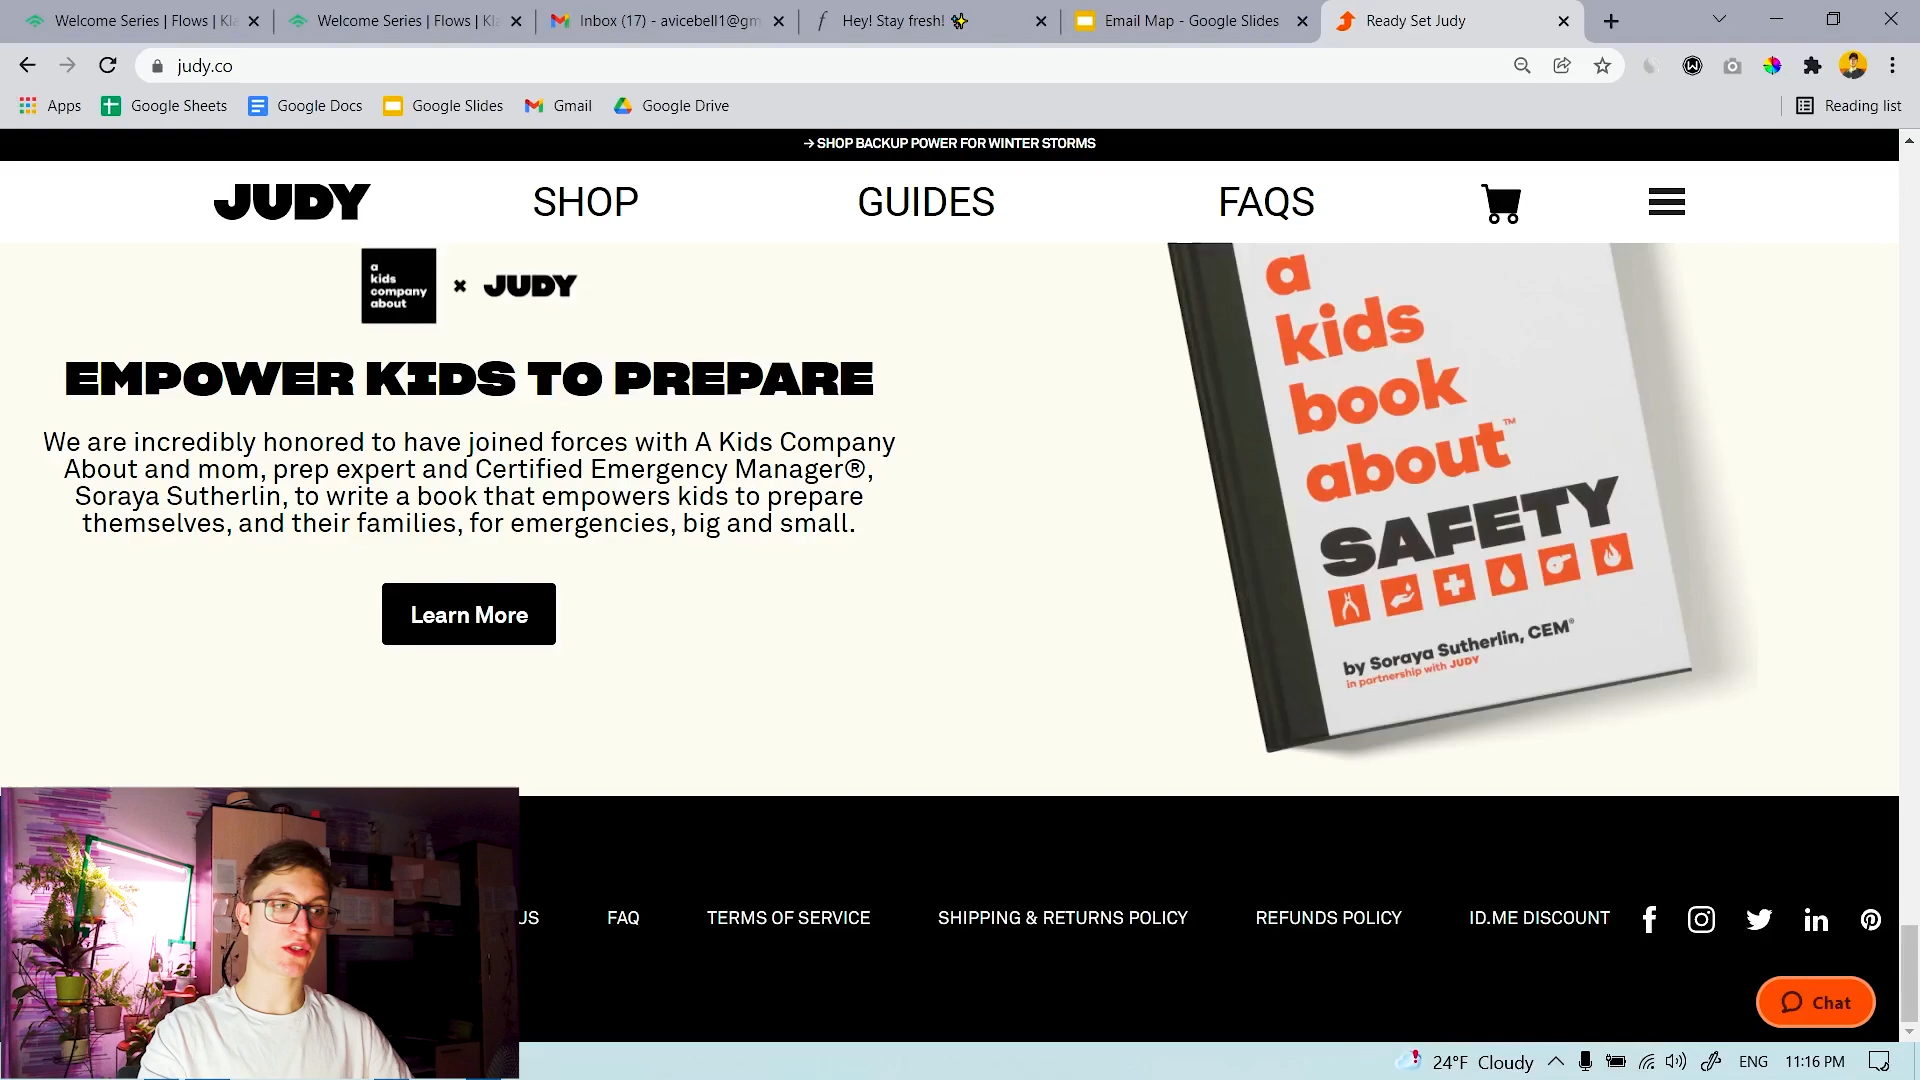 Welcome Series | Flows | Kla
Welcome Series | Flows | Kla
Inbox (17) - avicebell1@gm
Hey! Stay fresh! ✨
Email Map - Google Slides
Ready Set Judy
judy.co
Apps
Google Sheets
Google Docs
Google Slides
Gmail
Google Drive
Reading list
→ SHOP BACKUP POWER FOR WINTER STORMS
JUDY
SHOP
GUIDES
FAQS
a
kids
company
about
× JUDY
EMPOWER KIDS TO PREPARE
We are incredibly honored to have joined forces with A Kids Company
About and mom, prep expert and Certified Emergency Manager®,
Soraya Sutherlin, to write a book that empowers kids to prepare
themselves, and their families, for emergencies, big and small.
Learn More
a
kids
book
about™
SAFETY
by Soraya Sutherlin, CEM®
in partnership with JUDY
US
FAQ
TERMS OF SERVICE
SHIPPING & RETURNS POLICY
REFUNDS POLICY
ID.ME DISCOUNT
Chat
24°F Cloudy
ENG
11:16 PM